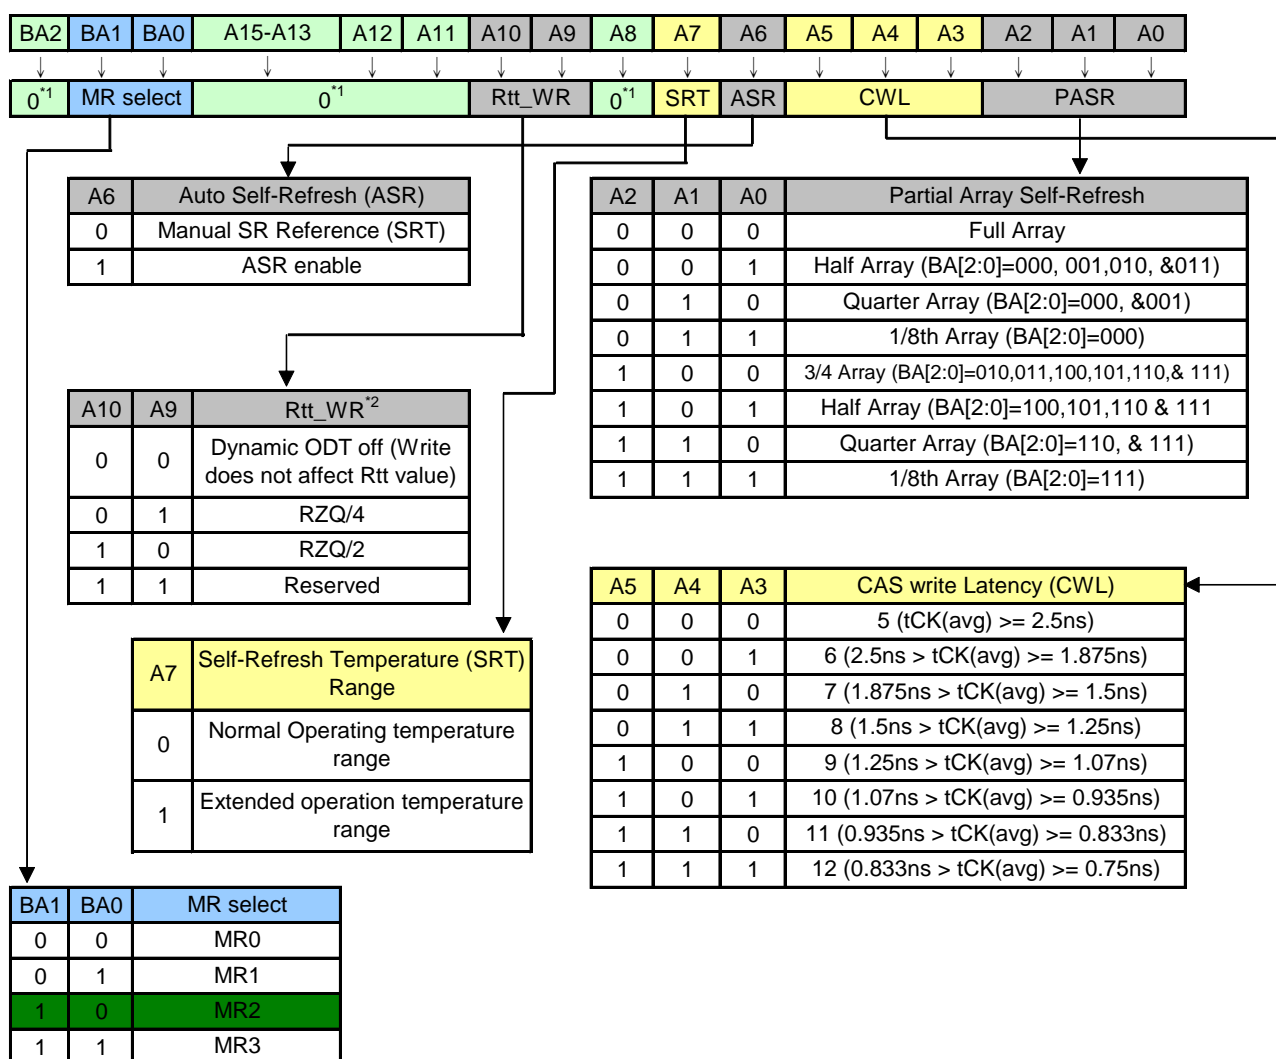 BA2 BA1 BA0 A15-A13 A12 A11 A10 A9 A8 A7 A6 A5 A4 A3 A2 A1 A0
0*1 MR select 0*1 Rtt_WR 0*1 SRT ASR CWL PASR
A6 Auto Self-Refresh (ASR)
0 Manual SR Reference (SRT)
1 ASR enable
A2 A1 A0 Partial Array Self-Refresh
0 0 0 Full Array
0 0 1 Half Array (BA[2:0]=000, 001,010, &011)
0 1 0 Quarter Array (BA[2:0]=000, &001)
0 1 1 1/8th Array (BA[2:0]=000)
1 0 0 3/4 Array (BA[2:0]=010,011,100,101,110,& 111)
1 0 1 Half Array (BA[2:0]=100,101,110 & 111
1 1 0 Quarter Array (BA[2:0]=110, & 111)
1 1 1 1/8th Array (BA[2:0]=111)
A10 A9 Rtt_WR*2
0 0 Dynamic ODT off (Write
does not affect Rtt value)
0 1 RZQ/4
1 0 RZQ/2
1 1 Reserved
A5 A4 A3 CAS write Latency (CWL)
0 0 0 5 (tCK(avg) >= 2.5ns)
0 0 1 6 (2.5ns > tCK(avg) >= 1.875ns)
0 1 0 7 (1.875ns > tCK(avg) >= 1.5ns)
0 1 1 8 (1.5ns > tCK(avg) >= 1.25ns)
1 0 0 9 (1.25ns > tCK(avg) >= 1.07ns)
1 0 1 10 (1.07ns > tCK(avg) >= 0.935ns)
1 1 0 11 (0.935ns > tCK(avg) >= 0.833ns)
1 1 1 12 (0.833ns > tCK(avg) >= 0.75ns)
A7 Self-Refresh Temperature (SRT)
Range
0 Normal Operating temperature
range
1 Extended operation temperature
range
BA1 BA0 MR select
0 0 MR0
0 1 MR1
1 0 MR2
1 1 MR3